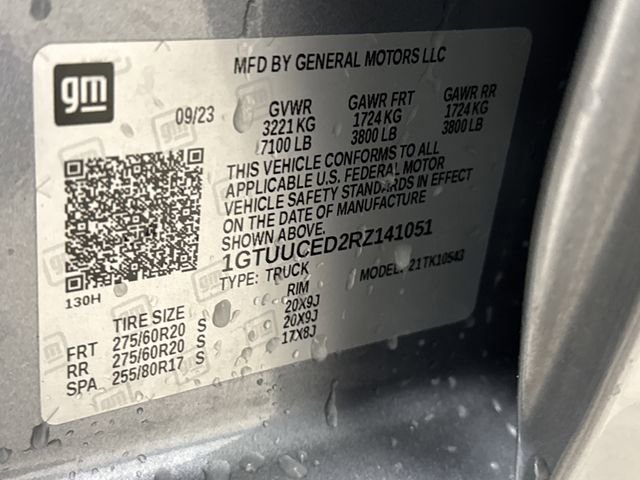 gm
MFD BY GENERAL MOTORS LLC
09/23 GVWR GAWR FRT GAWR RR
3221 KG 1724 KG 1724 KG
7100 LB 3800 LB 3800 LB
THIS VEHICLE CONFORMS TO ALL
APPLICABLE U.S. FEDERAL MOTOR
VEHICLE SAFETY STANDARDS IN EFFECT
ON THE DATE OF MANUFACTURE
SHOWN ABOVE.
1GTUUCED2RZ141051
130H TYPE: TRUCK MODEL: 21TK10543
TIRE SIZE RIM
FRT 275/60R20 S 20X9J
RR 275/60R20 S 20X9J
SPA 255/80R17 S 17X8J